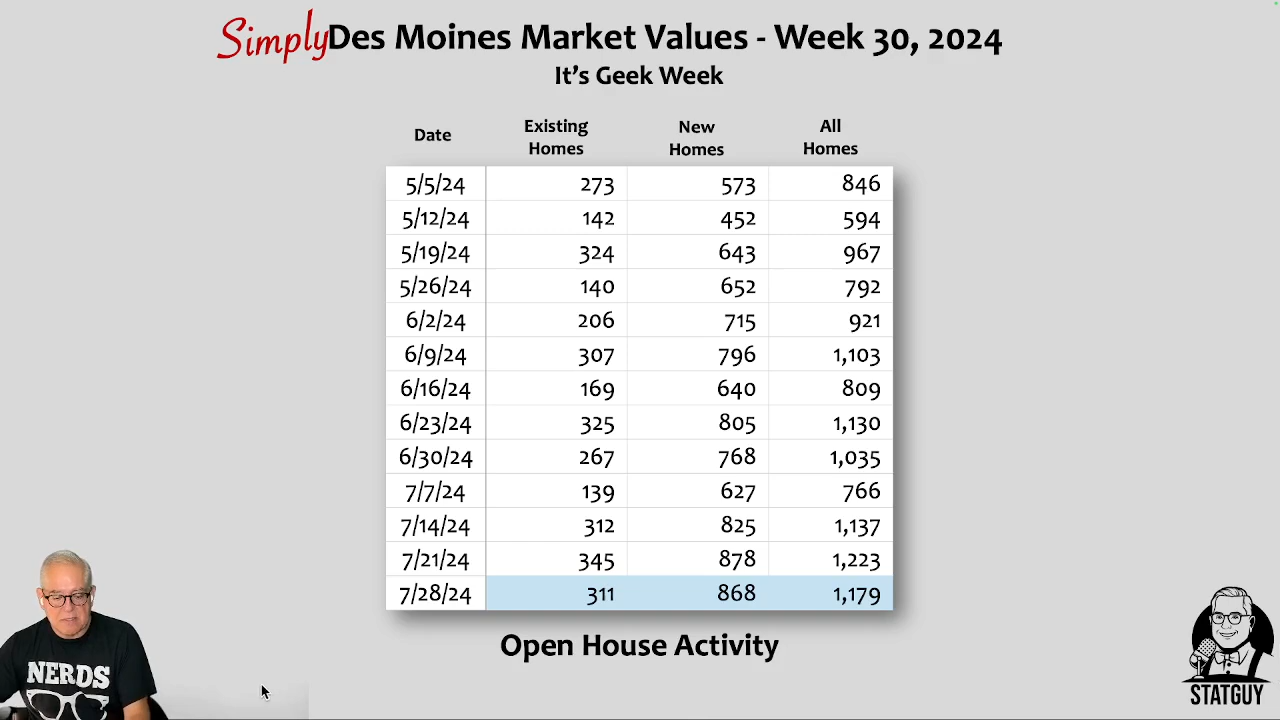 SimplyDes Moines Market Values - Week 30, 2024
It's Geek Week
Date Existing Homes New Homes All Homes
5/5/24 273 573 846
5/12/24 142 452 594
5/19/24 324 643 967
5/26/24 140 652 792
6/2/24 206 715 921
6/9/24 307 796 1,103
6/16/24 169 640 809
6/23/24 325 805 1,130
6/30/24 267 768 1,035
7/7/24 139 627 766
7/14/24 312 825 1,137
7/21/24 345 878 1,223
7/28/24 311 868 1,179
Open House Activity
NERDS
STATGUY